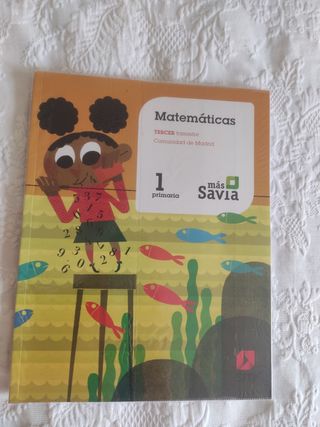 Matemáticas
TERCER trimestre
Comunidad de Madrid
1
primaria
más
Savia